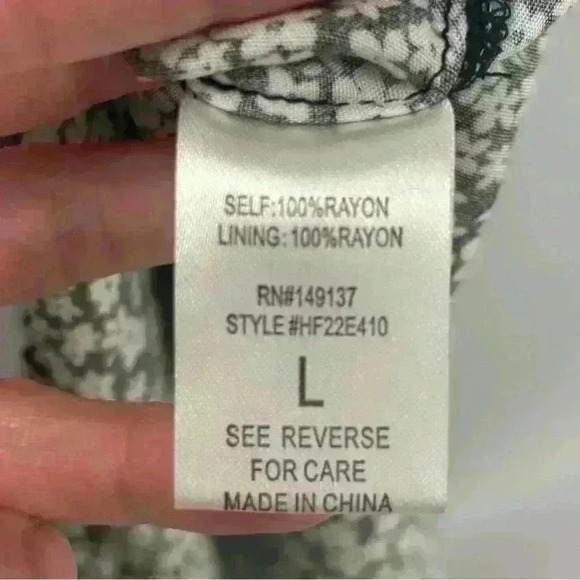 SELF:100%RAYON
LINING:100%RAYON
RN#149137
STYLE #HF22E410
L
SEE REVERSE
FOR CARE
MADE IN CHINA